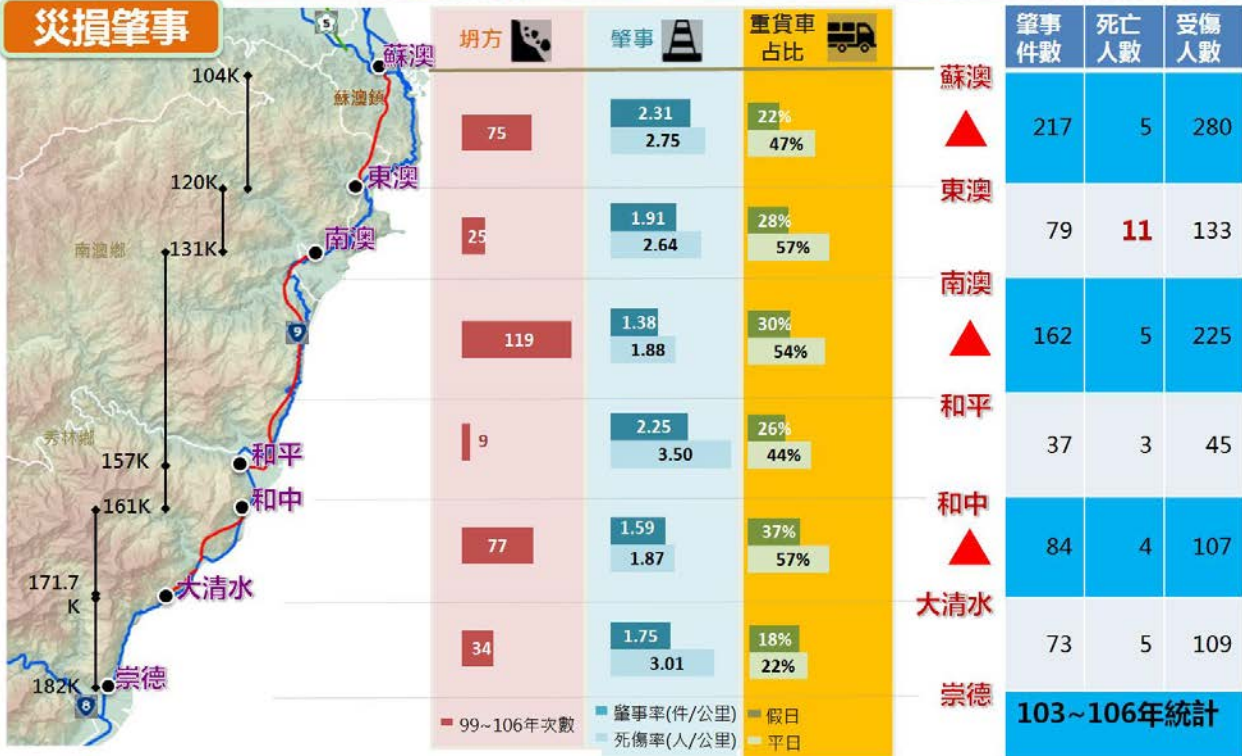 災損肇事
5
蘇澳
104K
蘇澳鎮
東澳
120K
南澳
南澳鄉
131K
9
秀林鄉
和平
157K
和中
161K
171.7
K
大清水
崇德
182K
8
坍方
肇事
重貨車
占比
75
2.31
2.75
22%
47%
25
1.91
2.64
28%
57%
119
1.38
1.88
30%
54%
9
2.25
3.50
26%
44%
77
1.59
1.87
37%
57%
34
1.75
3.01
18%
22%
99~106年次數
肇事率(件/公里)
死傷率(人/公里)
假日
平日
蘇澳
東澳
南澳
和平
和中
大清水
崇德
肇事
件數
死亡
人數
受傷
人數
217 5 280
79 11 133
162 5 225
37 3 45
84 4 107
73 5 109
103~106年統計